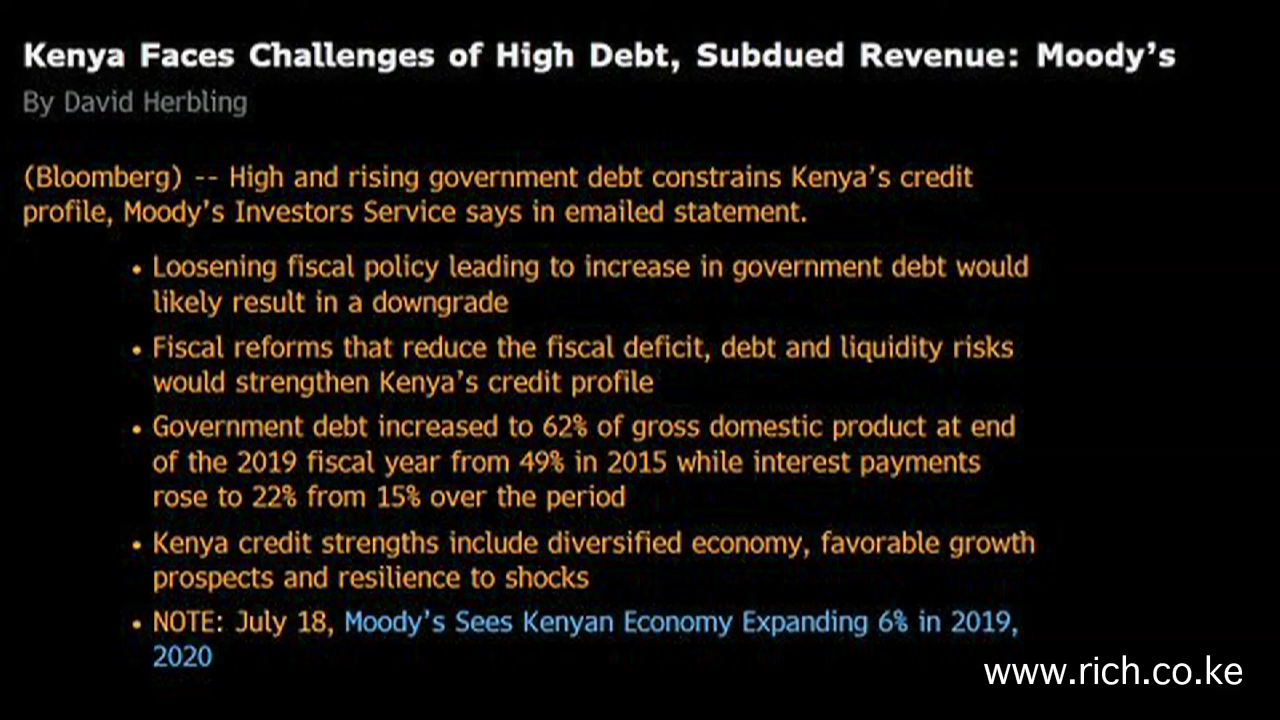 Kenya Faces Challenges of High Debt, Subdued Revenue: Moody's
By David Herbling
(Bloomberg) -- High and rising government debt constrains Kenya's credit
profile, Moody's Investors Service says in emailed statement.
• Loosening fiscal policy leading to increase in government debt would
likely result in a downgrade
• Fiscal reforms that reduce the fiscal deficit, debt and liquidity risks
would strengthen Kenya's credit profile
• Government debt increased to 62% of gross domestic product at end
of the 2019 fiscal year from 49% in 2015 while interest payments
rose to 22% from 15% over the period
• Kenya credit strengths include diversified economy, favorable growth
prospects and resilience to shocks
• NOTE: July 18, Moody's Sees Kenyan Economy Expanding 6% in 2019,
2020
www.rich.co.ke